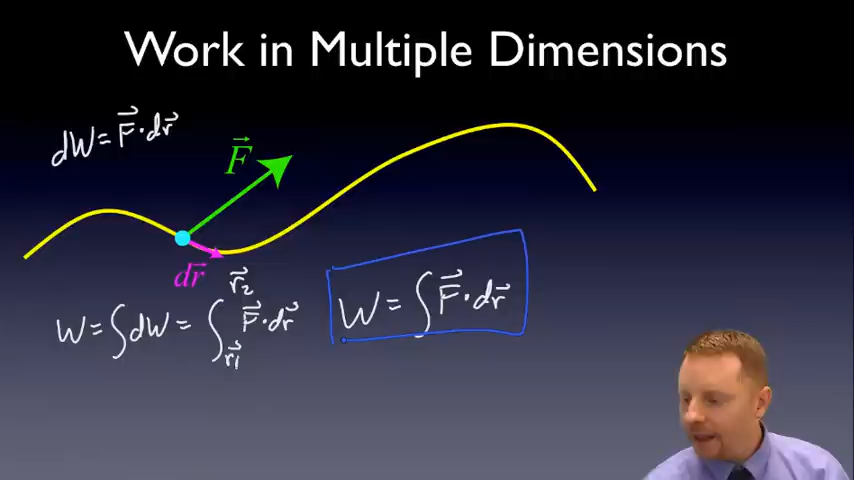 Work in Multiple Dimensions
dW = F⃗ · dr⃗
F⃗
dr⃗
W = ∫ dW = ∫_{r⃗1}^{r⃗2} F⃗ · dr⃗
W = ∫ F⃗ · dr⃗